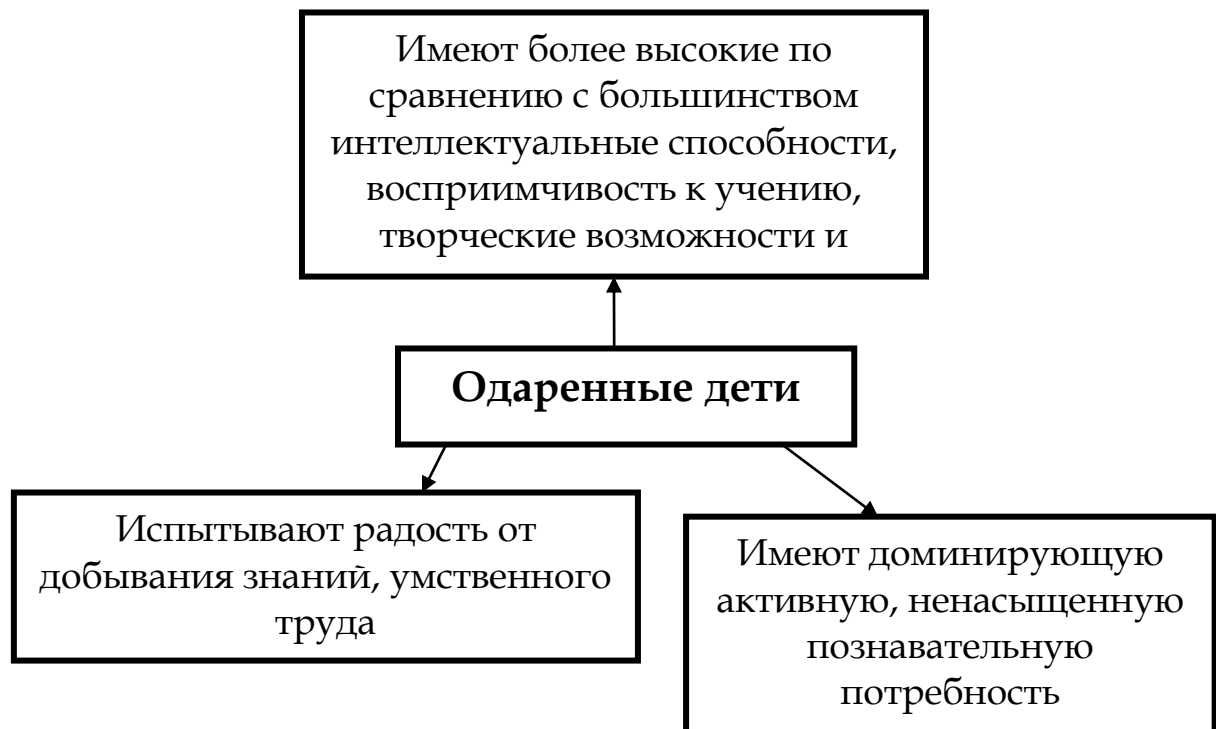 Имеют более высокие по
сравнению с большинством
интеллектуальные способности,
восприимчивость к учению,
творческие возможности и
Одаренные дети
Испытывают радость от
добывания знаний, умственного
труда
Имеют доминирующую
активную, ненасыщенную
познавательную
потребность